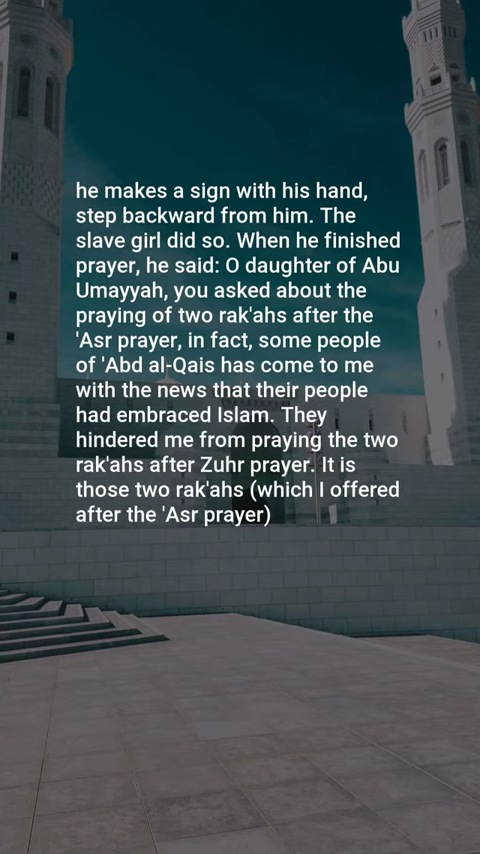 he makes a sign with his hand,
step backward from him. The
slave girl did so. When he finished
prayer, he said: O daughter of Abu
Umayyah, you asked about the
praying of two rak'ahs after the
'Asr prayer, in fact, some people
of 'Abd al-Qais has come to me
with the news that their people
had embraced Islam. They
hindered me from praying the two
rak'ahs after Zuhr prayer. It is
those two rak'ahs (which I offered
after the 'Asr prayer)